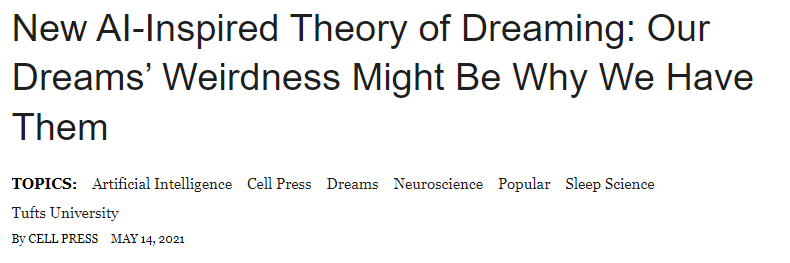 New AI-Inspired Theory of Dreaming: Our
Dreams’ Weirdness Might Be Why We Have
Them
TOPICS: Artificial Intelligence Cell Press Dreams Neuroscience Popular Sleep Science
Tufts University
By CELL PRESS MAY 14, 2021